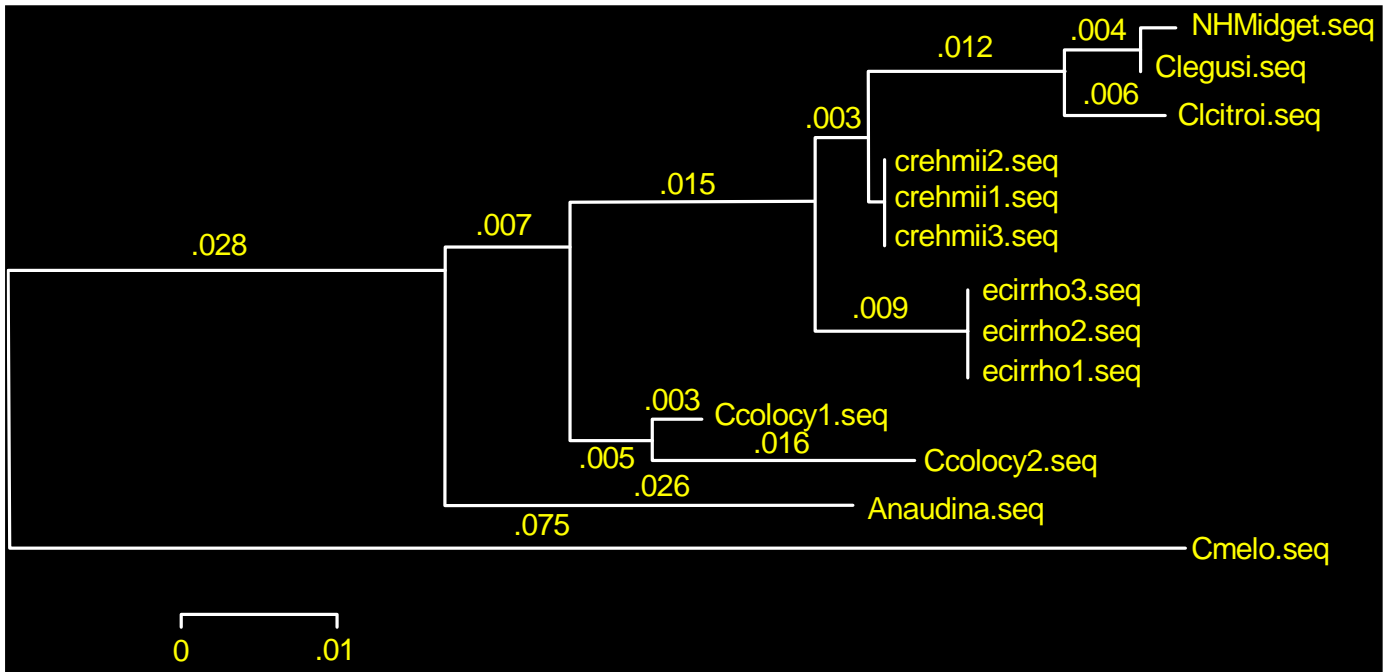 .004
NHMidget.seq
.012
Clegusi.seq
.006
Clcitroi.seq
.003
crehmii2.seq
.015
crehmii1.seq
.007
crehmii3.seq
.028
ecirrho3.seq
.009
ecirrho2.seq
ecirrho1.seq
.003
Ccolocy1.seq
.016
.005
Ccolocy2.seq
.026
Anaudina.seq
.075
Cmelo.seq
0
.01